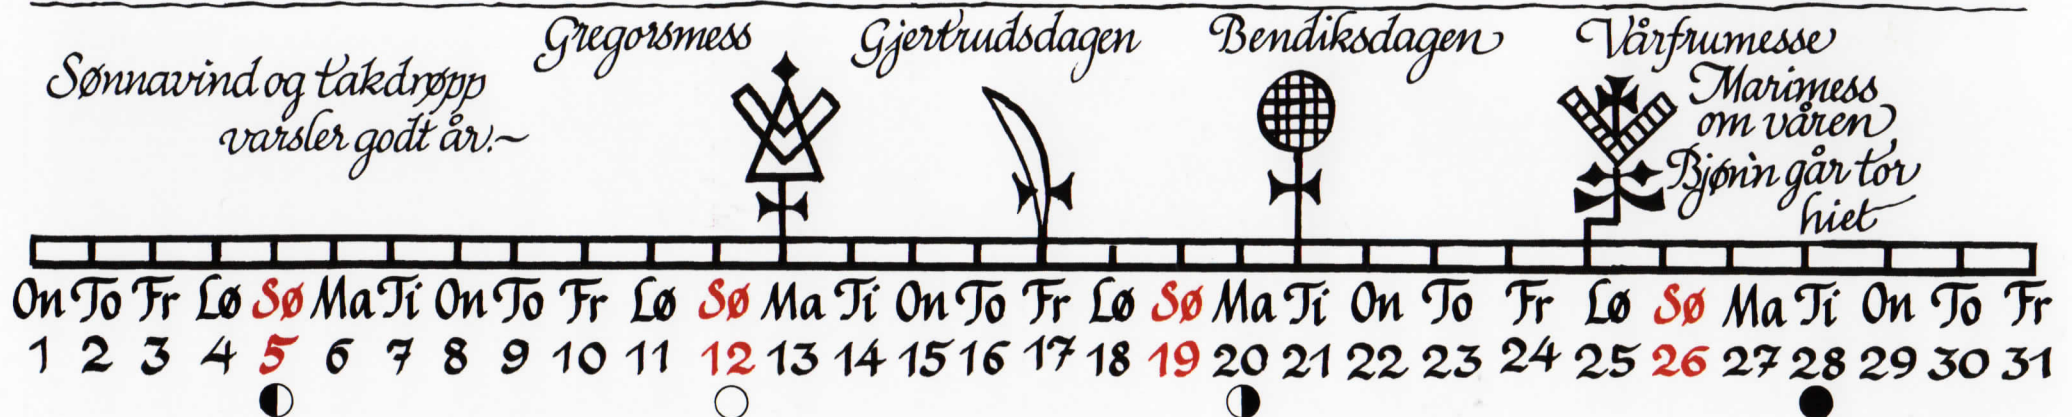 Sønnavind og takdrøpp
varsler godt år.~
Gregorsmess
Gjertrudsdagen
Bendiksdagen
Vårfrumesse
Marimess
om våren
Bjønn går tor
hiet
On To Fr Lø Sø Ma Ti On To Fr Lø Sø Ma Ti On To Fr Lø Sø Ma Ti On To Fr Lø Sø Ma Ti On To Fr
1 2 3 4 5 6 7 8 9 10 11 12 13 14 15 16 17 18 19 20 21 22 23 24 25 26 27 28 29 30 31